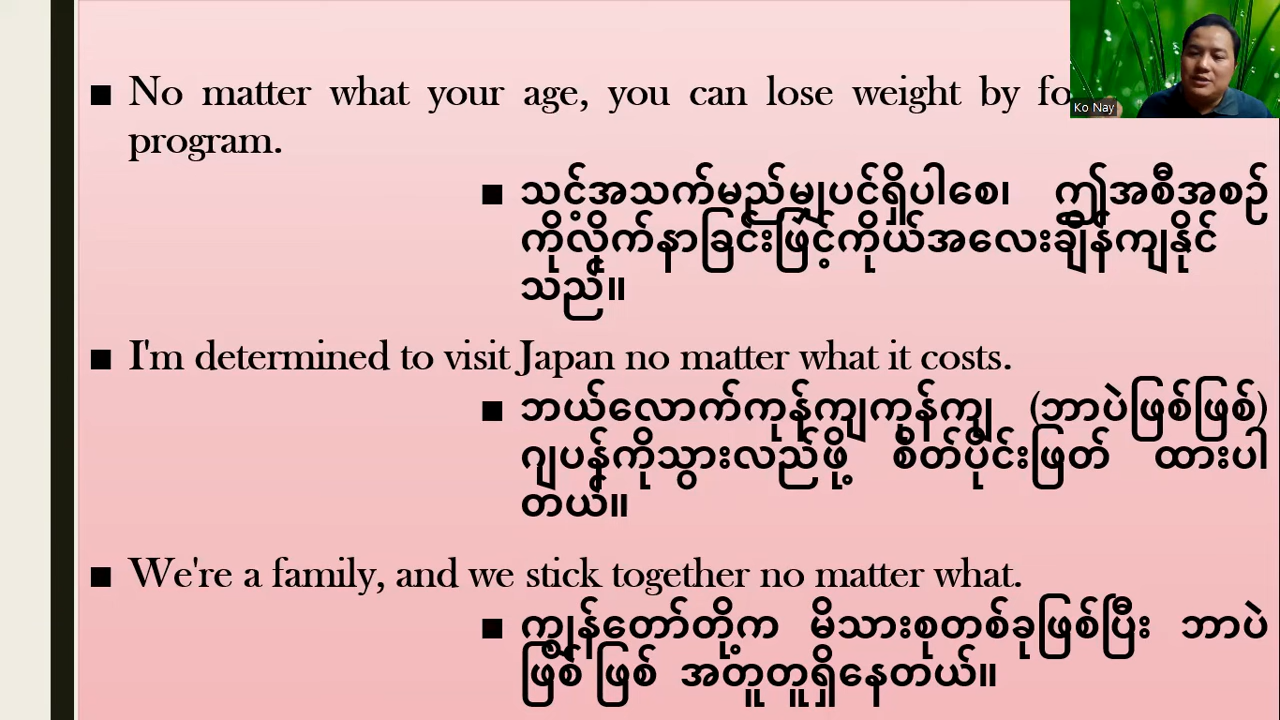 No matter what your age, you can lose weight by
program.
Ko Nay
သင့်အသက်မည်မျှပင်ရှိပါစေ၊ ဤအစီအစဉ်
ကိုလိုက်နာခြင်းဖြင့်ကိုယ်အလေးချိန်ကျနိုင်
သည်။
I'm determined to visit Japan no matter what it costs.
ဘယ်လောက်ကုန်ကျကုန်ကျ (ဘာပဲဖြစ်ဖြစ်)
ဂျပန်ကိုသွားလည်ဖို့ စိတ်ပိုင်းဖြတ် ထားပါ
တယ်။
We're a family, and we stick together no matter what.
ကျွန်တော်တို့က မိသားစုတစ်ခုဖြစ်ပြီး ဘာပဲ
ဖြစ် ဖြစ် အတူတူရှိနေတယ်။